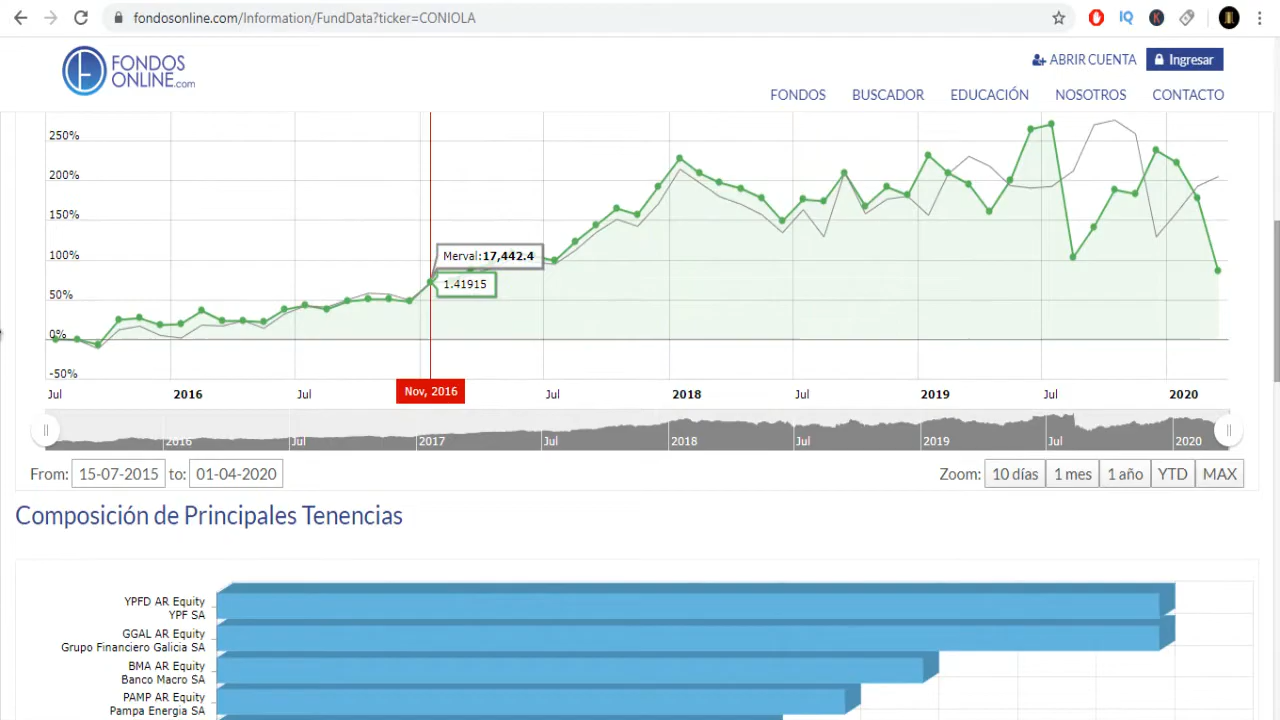 fondosonline.com/Information/FundData?ticker=CONIOLA
FONDOS
ONLINE.com
ABRIR CUENTA
Ingresar
FONDOS BUSCADOR EDUCACIÓN NOSOTROS CONTACTO
250%
200%
150%
100%
50%
0%
-50%
Merval:17,442.4
1.41915
Jul 2016 Jul Nov, 2016 Jul 2018 Jul 2019 Jul 2020
2016 Jul 2017 Jul 2018 Jul 2019 Jul 2020
From: 15-07-2015 to: 01-04-2020 Zoom: 10 días 1 mes 1 año YTD MAX
Composición de Principales Tenencias
YPFD AR Equity
YPF SA
GGAL AR Equity
Grupo Financiero Galicia SA
BMA AR Equity
Banco Macro SA
PAMP AR Equity
Pampa Energia SA